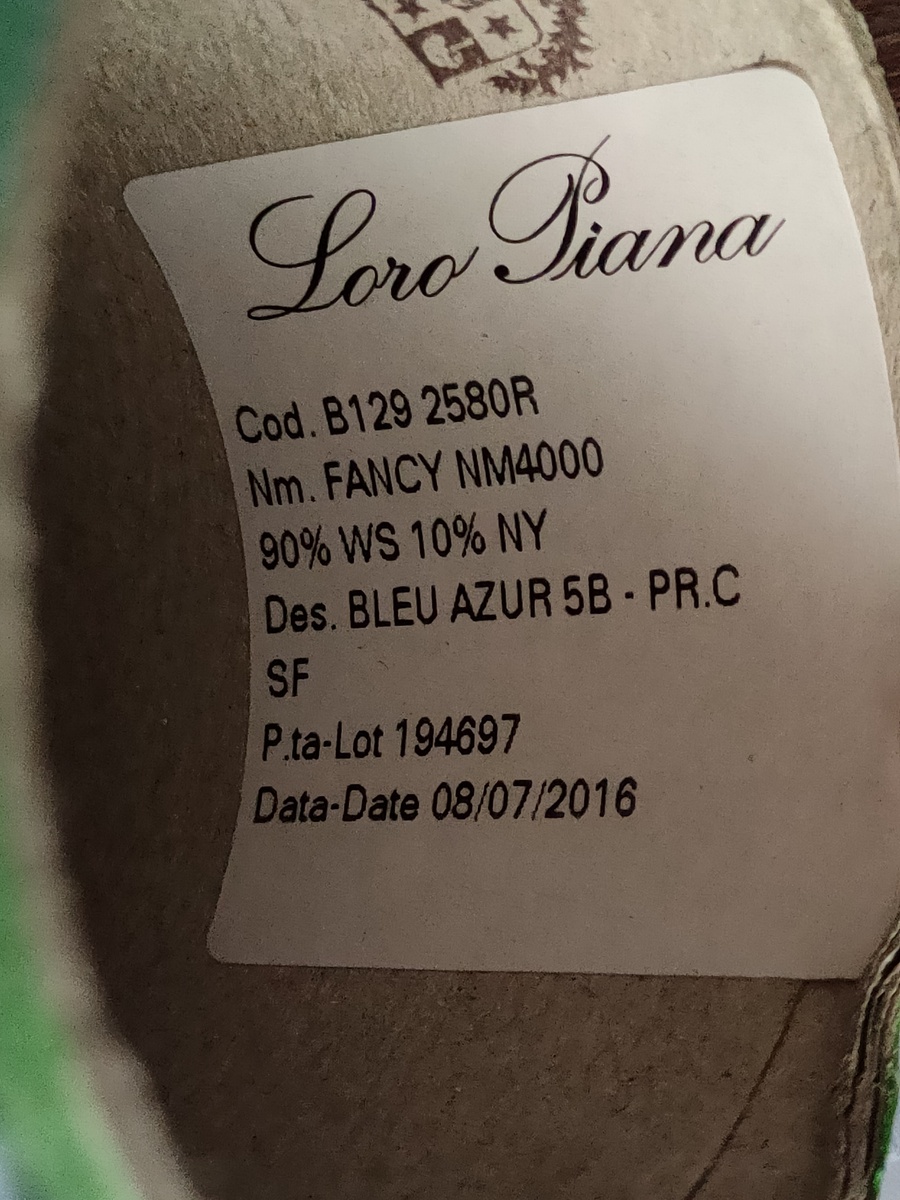 Loro Piana
Cod. B129 2580R
Nm. FANCY NM4000
90% WS 10% NY
Des. BLEU AZUR 5B - PR.C
SF
P.ta-Lot 194697
Data-Date 08/07/2016